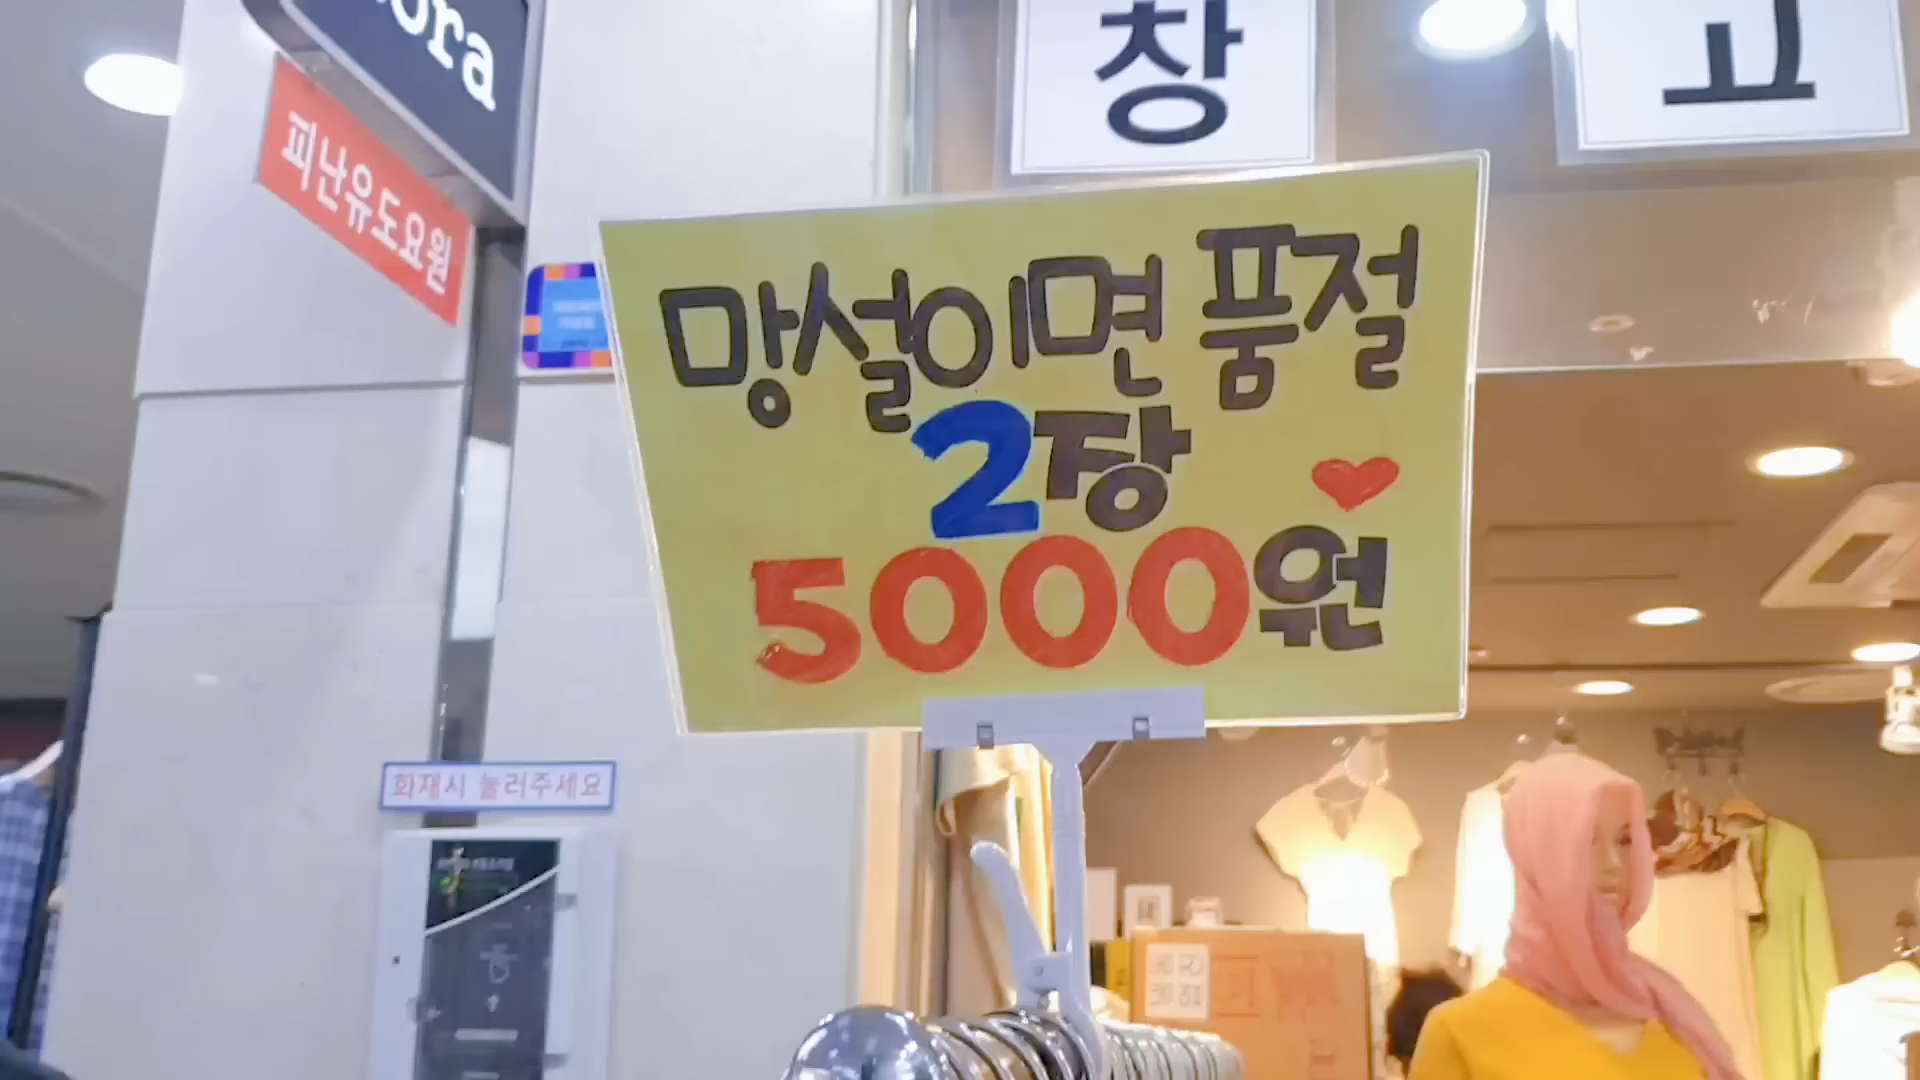 ora
창 고
피난유도요원
망설이면 품절
2장
5000원
화재시 눌러주세요